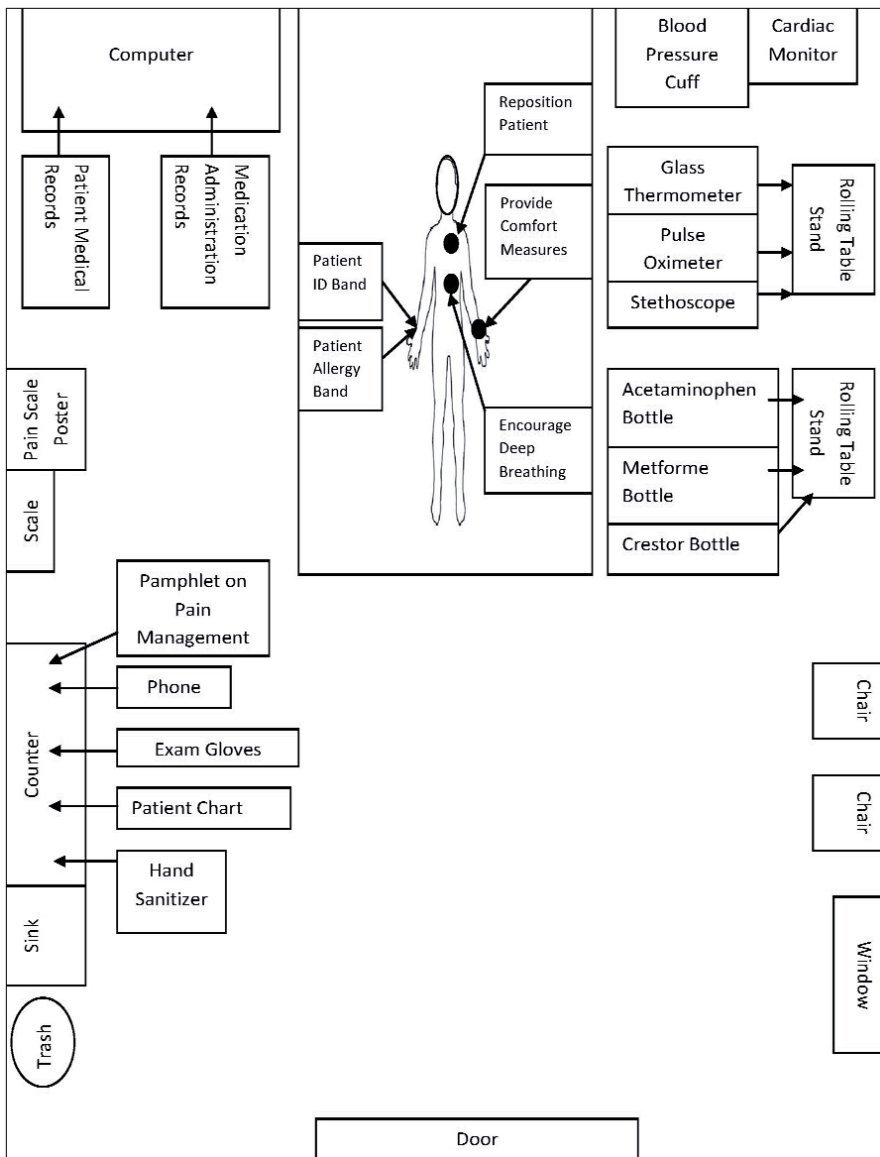 Computer
Blood
Pressure
Cuff
Cardiac
Monitor
Reposition
Patient
Patient Medical
Records
Medication
Administration
Records
Glass
Thermometer
Rolling Table
Stand
Provide
Comfort
Measures
Pulse
Oximeter
Patient
ID Band
Stethoscope
Patient
Allergy
Band
Pain Scale
Poster
Acetaminophen
Bottle
Rolling Table
Stand
Encourage
Deep
Breathing
Metforme
Bottle
Scale
Crestor Bottle
Pamphlet on
Pain
Management
Phone
Chair
Counter
Exam Gloves
Patient Chart
Chair
Hand
Sanitizer
Sink
Window
Trash
Door